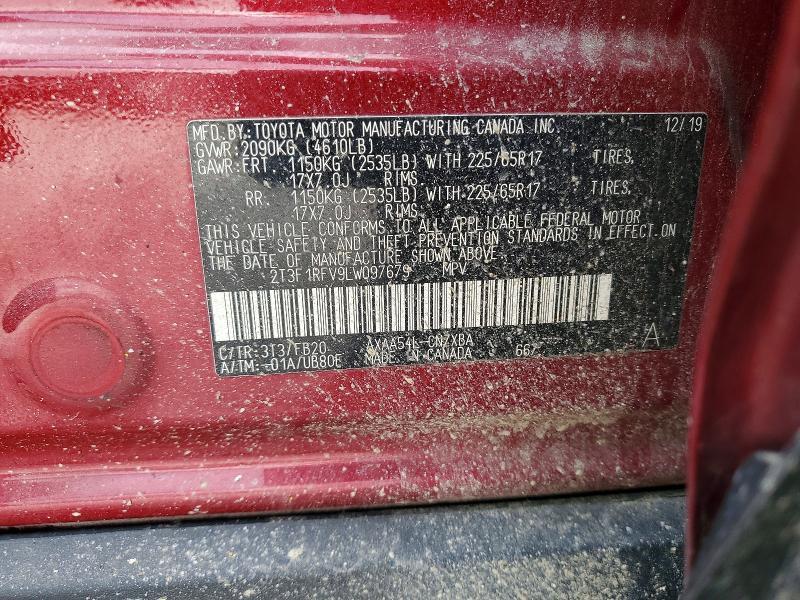 MFD. BY: TOYOTA MOTOR MANUFACTURING CANADA INC. 12/19
GVWR: 2090KG (4610LB)
GAWR: FRT 1150KG (2535LB) WITH 225/65R17 TIRES,
17X7.0J RIMS
RR 1150KG (2535LB) WITH 225/65R17 TIRES,
17X7.0J RIMS
THIS VEHICLE CONFORMS TO ALL APPLICABLE FEDERAL MOTOR
VEHICLE SAFETY AND THEFT PREVENTION STANDARDS IN EFFECT ON
THE DATE OF MANUFACTURE SHOWN ABOVE.
2T3F1RFV9LW097679 MPV
C/TR: 3T3/FB20 AXAA54L-CNZXBA A
A/TM: -01A/UB80E MADE IN CANADA